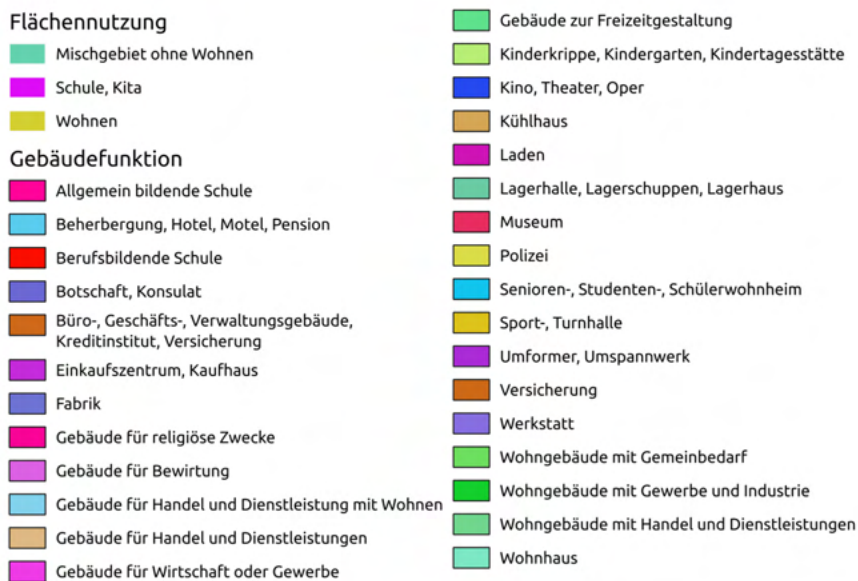 Flächennutzung
Mischgebiet ohne Wohnen
Schule, Kita
Wohnen
Gebäudefunktion
Allgemein bildende Schule
Beherbergung, Hotel, Motel, Pension
Berufsbildende Schule
Botschaft, Konsulat
Büro-, Geschäfts-, Verwaltungsgebäude,
Kreditinstitut, Versicherung
Einkaufszentrum, Kaufhaus
Fabrik
Gebäude für religiöse Zwecke
Gebäude für Bewirtung
Gebäude für Handel und Dienstleistung mit Wohnen
Gebäude für Handel und Dienstleistungen
Gebäude für Wirtschaft oder Gewerbe
Gebäude zur Freizeitgestaltung
Kinderkrippe, Kindergarten, Kindertagesstätte
Kino, Theater, Oper
Kühlhaus
Laden
Lagerhalle, Lagerschuppen, Lagerhaus
Museum
Polizei
Senioren-, Studenten-, Schülerwohnheim
Sport-, Turnhalle
Umformer, Umspannwerk
Versicherung
Werkstatt
Wohngebäude mit Gemeinbedarf
Wohngebäude mit Gewerbe und Industrie
Wohngebäude mit Handel und Dienstleistungen
Wohnhaus